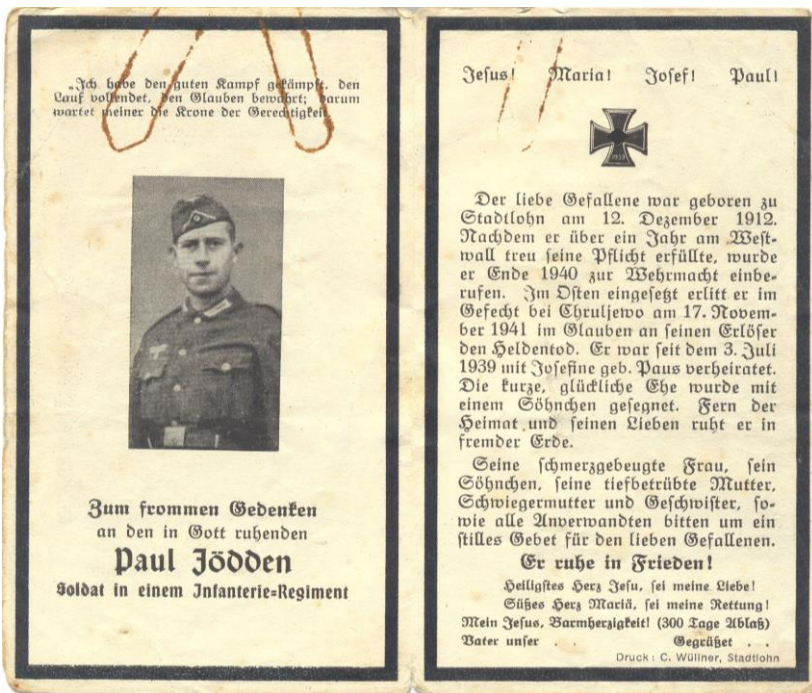 „Ich habe den guten Kampf gekämpft, den
Lauf vollendet, den Glauben bewahrt; darum
wartet meiner die Krone der Gerechtigkeit
Zum frommen Gedenken
an den in Gott ruhenden
Paul Jödden
Soldat in einem Infanterie-Regiment
Jesus! Maria! Josef! Paul!
1939
Der liebe Gefallene war geboren zu
Stadtlohn am 12. Dezember 1912.
Nachdem er über ein Jahr am West-
wall treu seine Pflicht erfüllte, wurde
er Ende 1940 zur Wehrmacht einbe-
rufen. Im Osten eingesetzt erlitt er im
Gefecht bei Chruljewo am 17. Novem-
ber 1941 im Glauben an seinen Erlöser
den Heldentod. Er war seit dem 3. Juli
1939 mit Josefine geb. Paus verheiratet.
Die kurze, glückliche Ehe wurde mit
einem Söhnchen gesegnet. Fern der
Heimat und seinen Lieben ruht er in
fremder Erde.
Seine schmerzgebeugte Frau, sein
Söhnchen, seine tiefbetrübte Mutter,
Schwiegermutter und Geschwister, so-
wie alle Anverwandten bitten um ein
stilles Gebet für den lieben Gefallenen.
Er ruhe in Frieden!
Heiligstes Herz Jesu, sei meine Liebe!
Süßes Herz Mariä, sei meine Rettung!
Mein Jesus, Barmherzigkeit! (300 Tage Ablaß)
Vater unser . . Gegrüßet . .
Druck: C. Wüllner, Stadtlohn